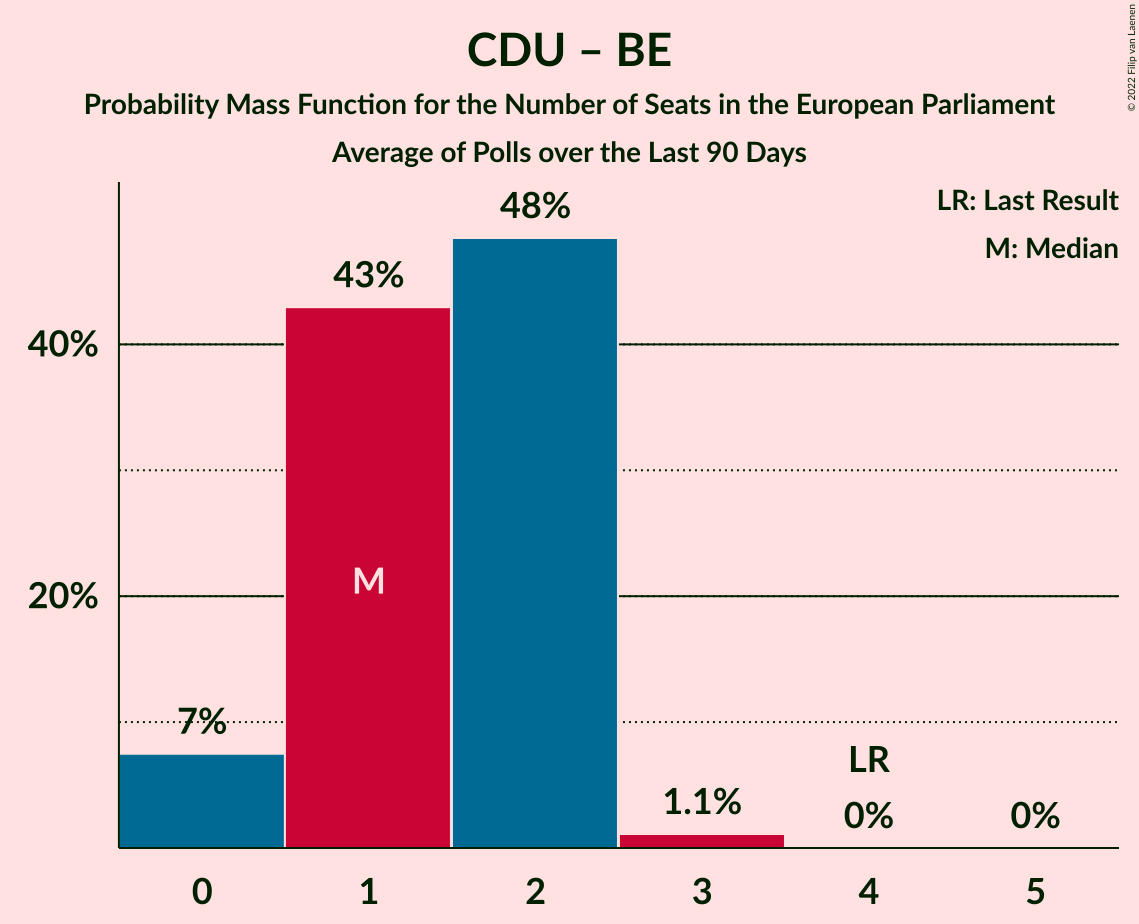 CDU – BE
Probability Mass Function for the Number of Seats in the European Parliament
Average of Polls over the Last 90 Days
© 2022 Filip van Laenen
LR: Last Result
M: Median
48%
43%
40%
M
20%
7%
LR
1.1%
0%
0%
0 1 2 3 4 5